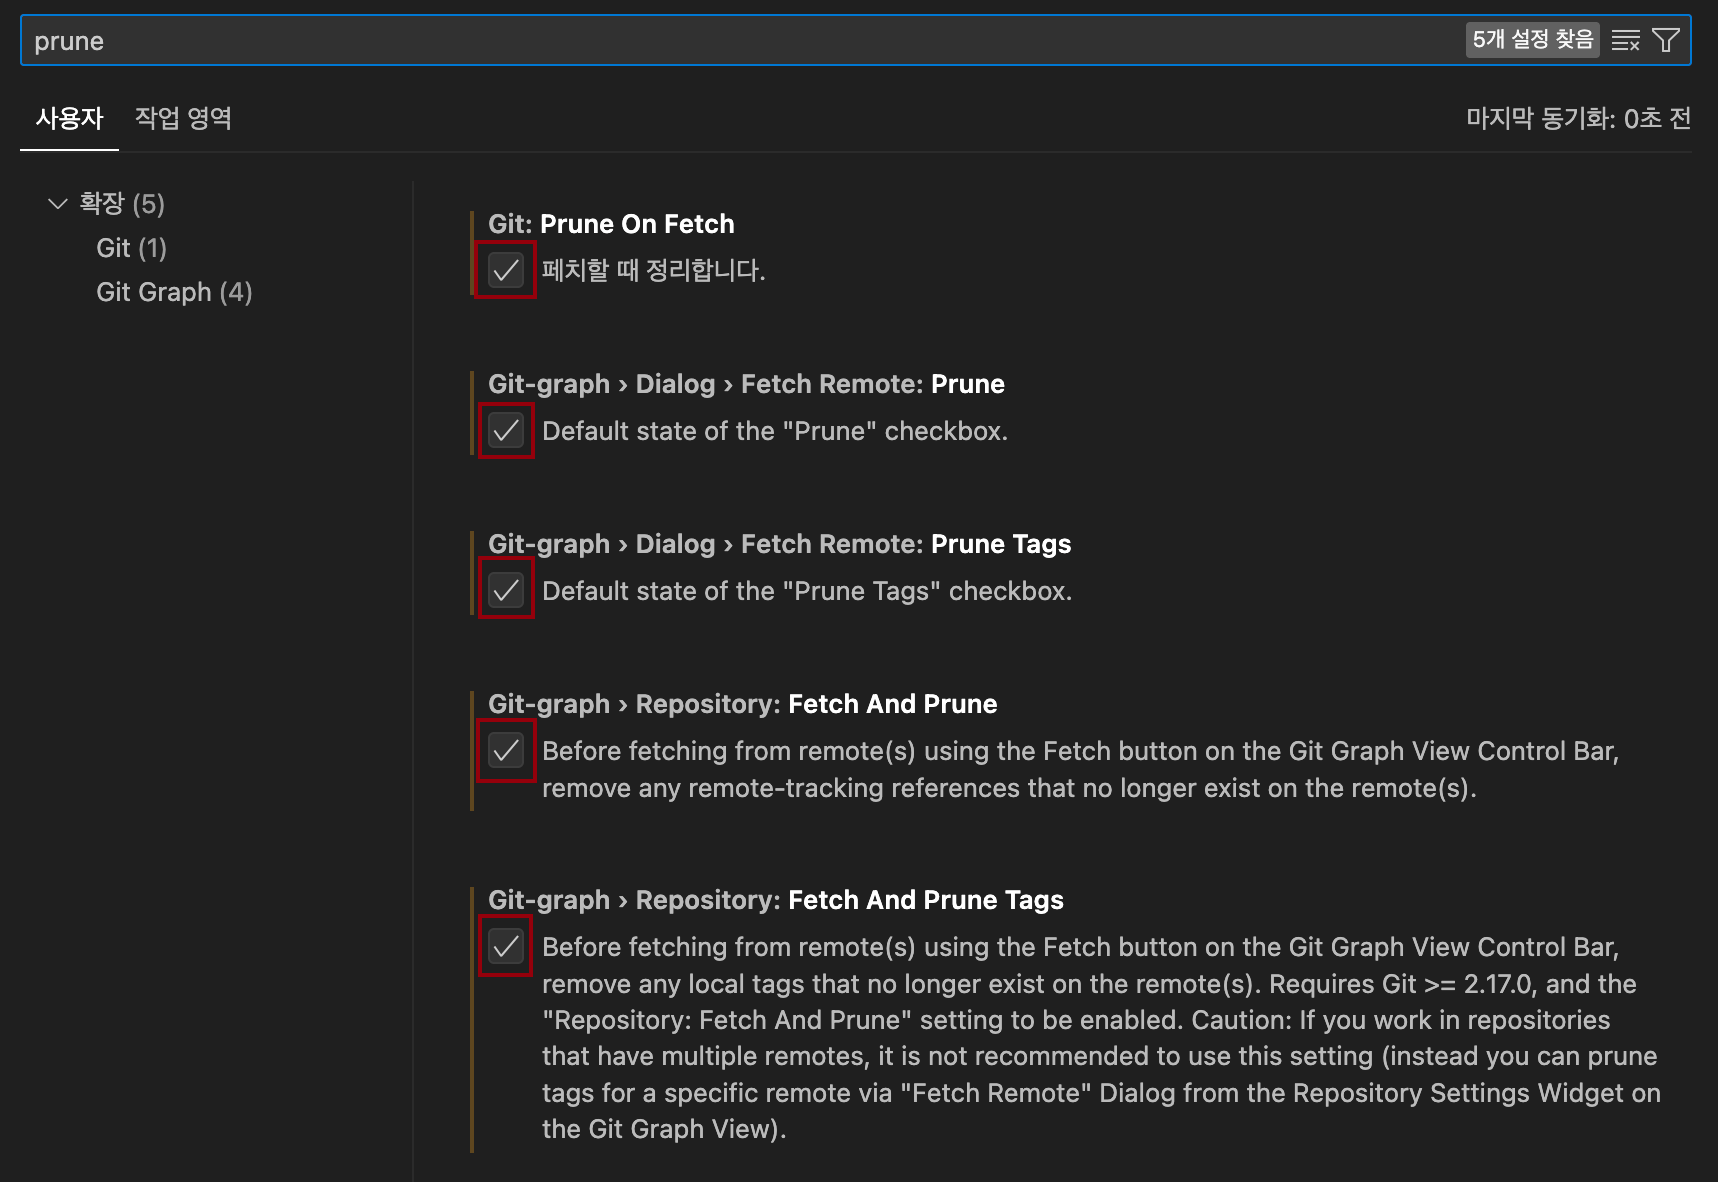 prune
5개 설정 찾음
사용자
작업 영역
마지막 동기화: 0초 전
확장 (5)
Git (1)
Git Graph (4)
Git: Prune On Fetch
페치할 때 정리합니다.
Git-graph › Dialog › Fetch Remote: Prune
Default state of the "Prune" checkbox.
Git-graph › Dialog › Fetch Remote: Prune Tags
Default state of the "Prune Tags" checkbox.
Git-graph › Repository: Fetch And Prune
Before fetching from remote(s) using the Fetch button on the Git Graph View Control Bar,
remove any remote-tracking references that no longer exist on the remote(s).
Git-graph › Repository: Fetch And Prune Tags
Before fetching from remote(s) using the Fetch button on the Git Graph View Control Bar,
remove any local tags that no longer exist on the remote(s). Requires Git >= 2.17.0, and the
"Repository: Fetch And Prune" setting to be enabled. Caution: If you work in repositories
that have multiple remotes, it is not recommended to use this setting (instead you can prune
tags for a specific remote via "Fetch Remote" Dialog from the Repository Settings Widget on
the Git Graph View).